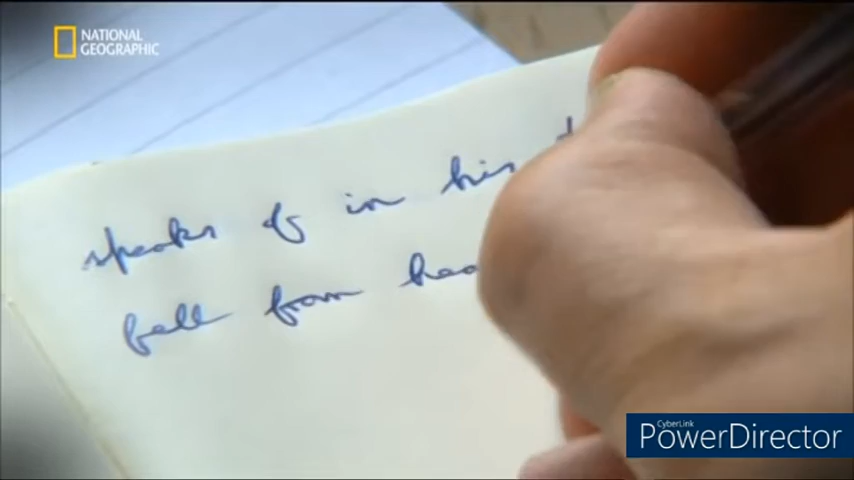 NATIONAL
GEOGRAPHIC
speaks of in his
fell from
CyberLink
PowerDirector